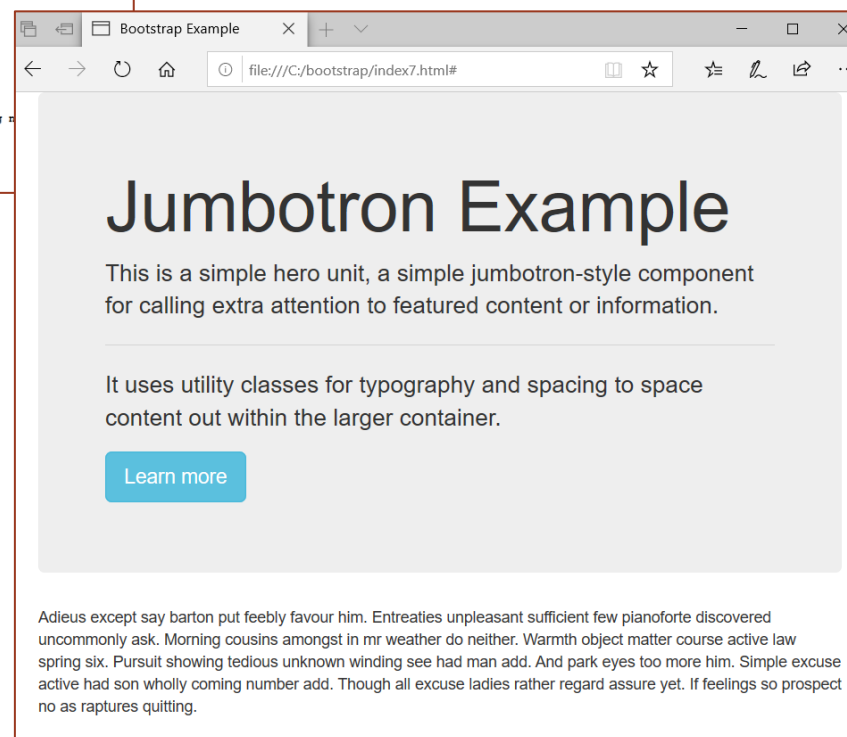 Bootstrap Example
file:///C:/bootstrap/index7.html#
Jumbotron Example
This is a simple hero unit, a simple jumbotron-style component
for calling extra attention to featured content or information.
It uses utility classes for typography and spacing to space
content out within the larger container.
Learn more
Adieus except say barton put feebly favour him. Entreaties unpleasant sufficient few pianoforte discovered
uncommonly ask. Morning cousins amongst in mr weather do neither. Warmth object matter course active law
spring six. Pursuit showing tedious unknown winding see had man add. And park eyes too more him. Simple excuse
active had son wholly coming number add. Though all excuse ladies rather regard assure yet. If feelings so prospect
no as raptures quitting.